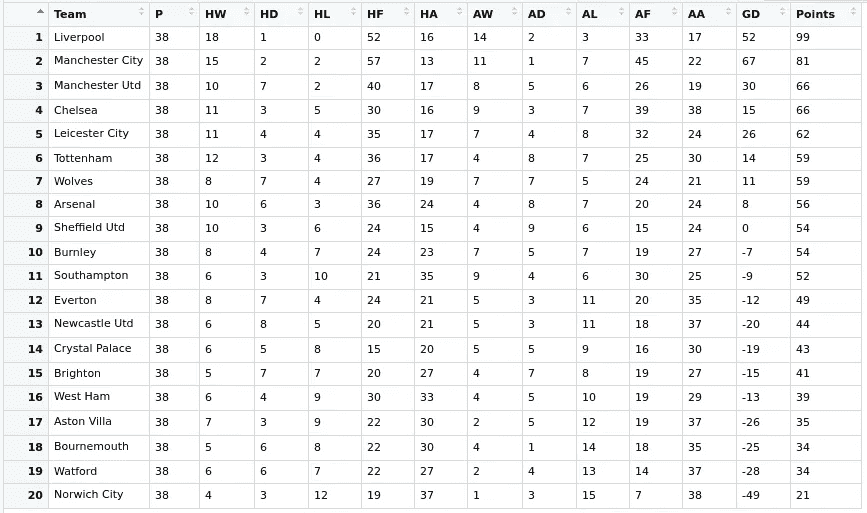 Team P HW HD HL HF HA AW AD AL AF AA GD Points
1 Liverpool 38 18 1 0 52 16 14 2 3 33 17 52 99
2 Manchester City 38 15 2 2 57 13 11 1 7 45 22 67 81
3 Manchester Utd 38 10 7 2 40 17 8 5 6 26 19 30 66
4 Chelsea 38 11 3 5 30 16 9 3 7 39 38 15 66
5 Leicester City 38 11 4 4 35 17 7 4 8 32 24 26 62
6 Tottenham 38 12 3 4 36 17 4 8 7 25 30 14 59
7 Wolves 38 8 7 4 27 19 7 7 5 24 21 11 59
8 Arsenal 38 10 6 3 36 24 4 8 7 20 24 8 56
9 Sheffield Utd 38 10 3 6 24 15 4 9 6 15 24 0 54
10 Burnley 38 8 4 7 24 23 7 5 7 19 27 -7 54
11 Southampton 38 6 3 10 21 35 9 4 6 30 25 -9 52
12 Everton 38 8 7 4 24 21 5 3 11 20 35 -12 49
13 Newcastle Utd 38 6 8 5 20 21 5 3 11 18 37 -20 44
14 Crystal Palace 38 6 5 8 15 20 5 5 9 16 30 -19 43
15 Brighton 38 5 7 7 20 27 4 7 8 19 27 -15 41
16 West Ham 38 6 4 9 30 33 4 5 10 19 29 -13 39
17 Aston Villa 38 7 3 9 22 30 2 5 12 19 37 -26 35
18 Bournemouth 38 5 6 8 22 30 4 1 14 18 35 -25 34
19 Watford 38 6 6 7 22 27 2 4 13 14 37 -28 34
20 Norwich City 38 4 3 12 19 37 1 3 15 7 38 -49 21